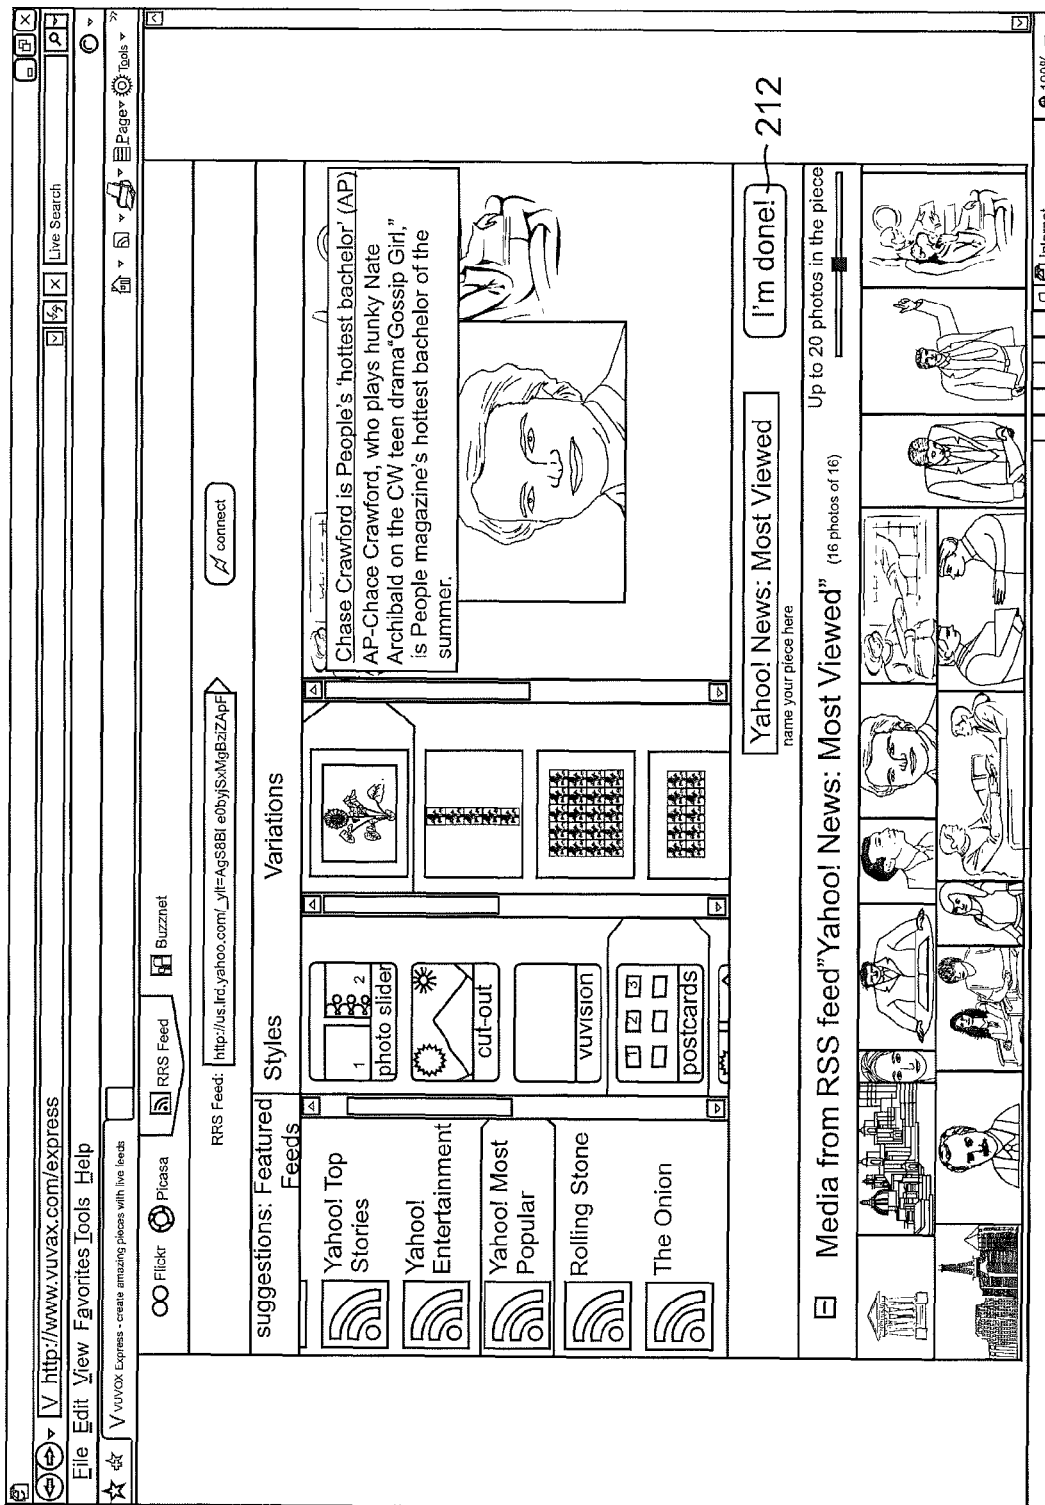 V http://www.vuvax.com/express
Live Search
File Edit View Favorites Tools Help
V VUVOX Express - create amazing pieces with live feeds
Page Tools »
Flickr Picasa RRS Feed Buzznet
RRS Feed: http://us.lrd.yahoo.com/_ylt=AgS8BI e0byjSxMgBziZApF connect
suggestions: Featured
Feeds
Styles
Variations
Yahoo! Top
Stories
Yahoo!
Entertainment
Yahoo! Most
Popular
Rolling Stone
The Onion
1 2
photo slider
cut-out
vuvision
1 2 3
postcards
Chase Crawford is People's 'hottest bachelor' (AP)
AP-Chace Crawford, who plays hunky Nate
Archibald on the CW teen drama"Gossip Girl,"
is People magazine's hottest bachelor of the
summer.
Yahoo! News: Most Viewed
name your piece here
I'm done!
212
Media from RSS feed"Yahoo! News: Most Viewed" (16 photos of 16)
Up to 20 photos in the piece